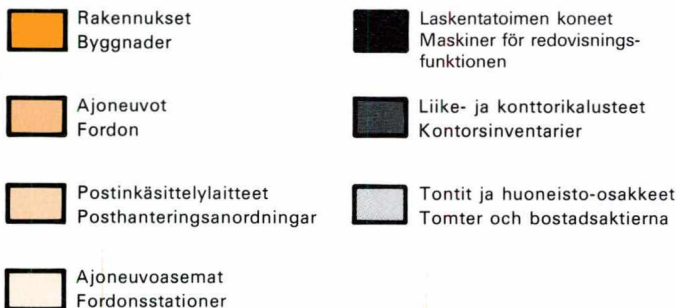 Rakennukset
Byggnader
Ajoneuvot
Fordon
Postinkäsittelylaitteet
Posthanteringsanordningar
Ajoneuvoasemat
Fordonsstationer
Laskentatoimen koneet
Maskiner för redovisnings-
funktionen
Liike- ja konttorikalusteet
Kontorsinventarier
Tontit ja huoneisto-osakkeet
Tomter och bostadsaktierna